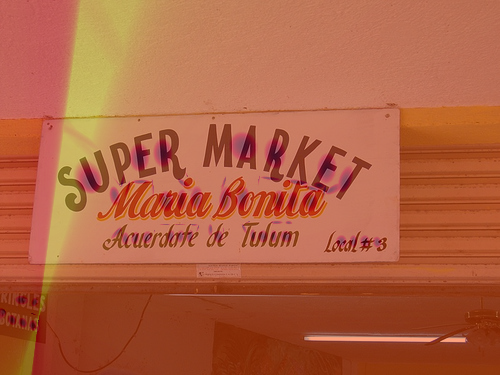 SUPER MARKET
Maria Bonita
Acuerdate de Tulum
Local # 3